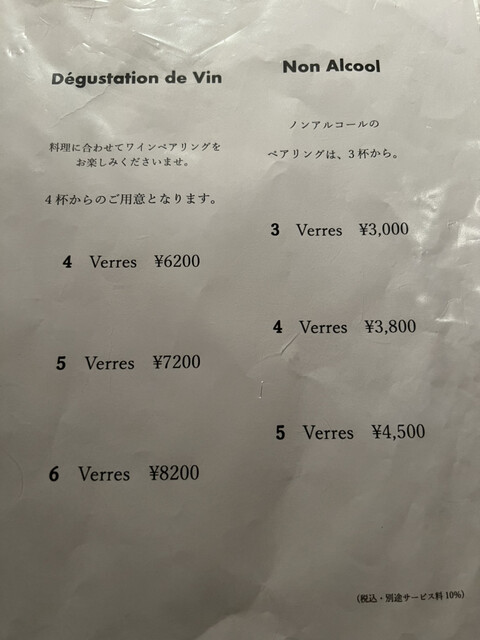 Dégustation de Vin
料理に合わせてワインペアリングを
お楽しみくださいませ。
4杯からのご用意となります。
4 Verres ¥6200
5 Verres ¥7200
6 Verres ¥8200
Non Alcool
ノンアルコールの
ペアリングは、3杯から。
3 Verres ¥3,000
4 Verres ¥3,800
5 Verres ¥4,500
(税込・別途サービス料10%)